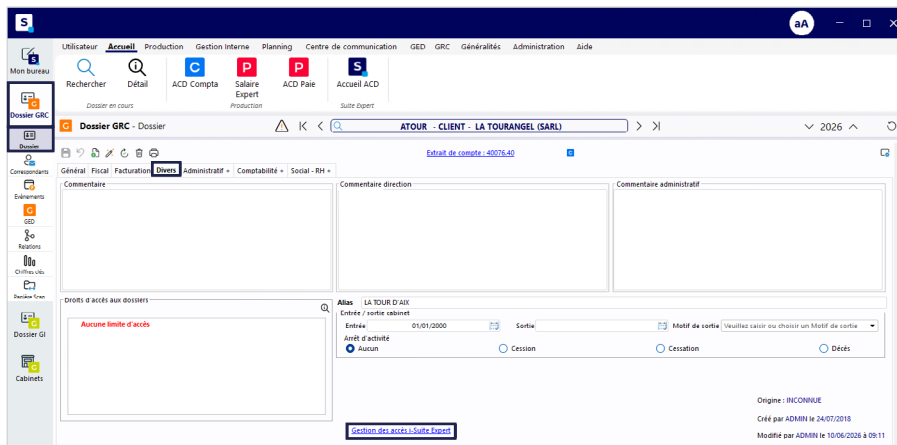 S
aA
Utilisateur Accueil Production Gestion Interne Planning Centre de communication GED GRC Généralités Administration Aide
Mon bureau
Rechercher Détail ACD Compta Salaire Expert ACD Paie Accueil ACD
Dossier en cours Production Suite Expert
Dossier GRC
Dossier GRC - Dossier
ATOUR - CLIENT - LA TOURANGEL (SARL)
2026
Dossier
Extrait de compte : 40076.40
Correspondants
Général Fiscal Facturation Divers Administratif Comptabilité Social - RH
Commentaire Commentaire direction Commentaire administratif
Evénements
GED
Relations
Chiffres clés
Panière Scan
Dossier GI
Cabinets
Droits d'accès aux dossiers
Aucune limite d'accès
Alias LA TOUR D'AIX
Entrée / sortie cabinet
Entrée 01/01/2000 Sortie Motif de sortie Veuillez saisir ou choisir un Motif de sortie
Arrêt d'activité
Aucun Cession Cessation Décès
Origine : INCONNUE
Créé par ADMIN le 24/07/2018
Gestion des accès i-Suite Expert
Modifié par ADMIN le 10/06/2026 à 09:11